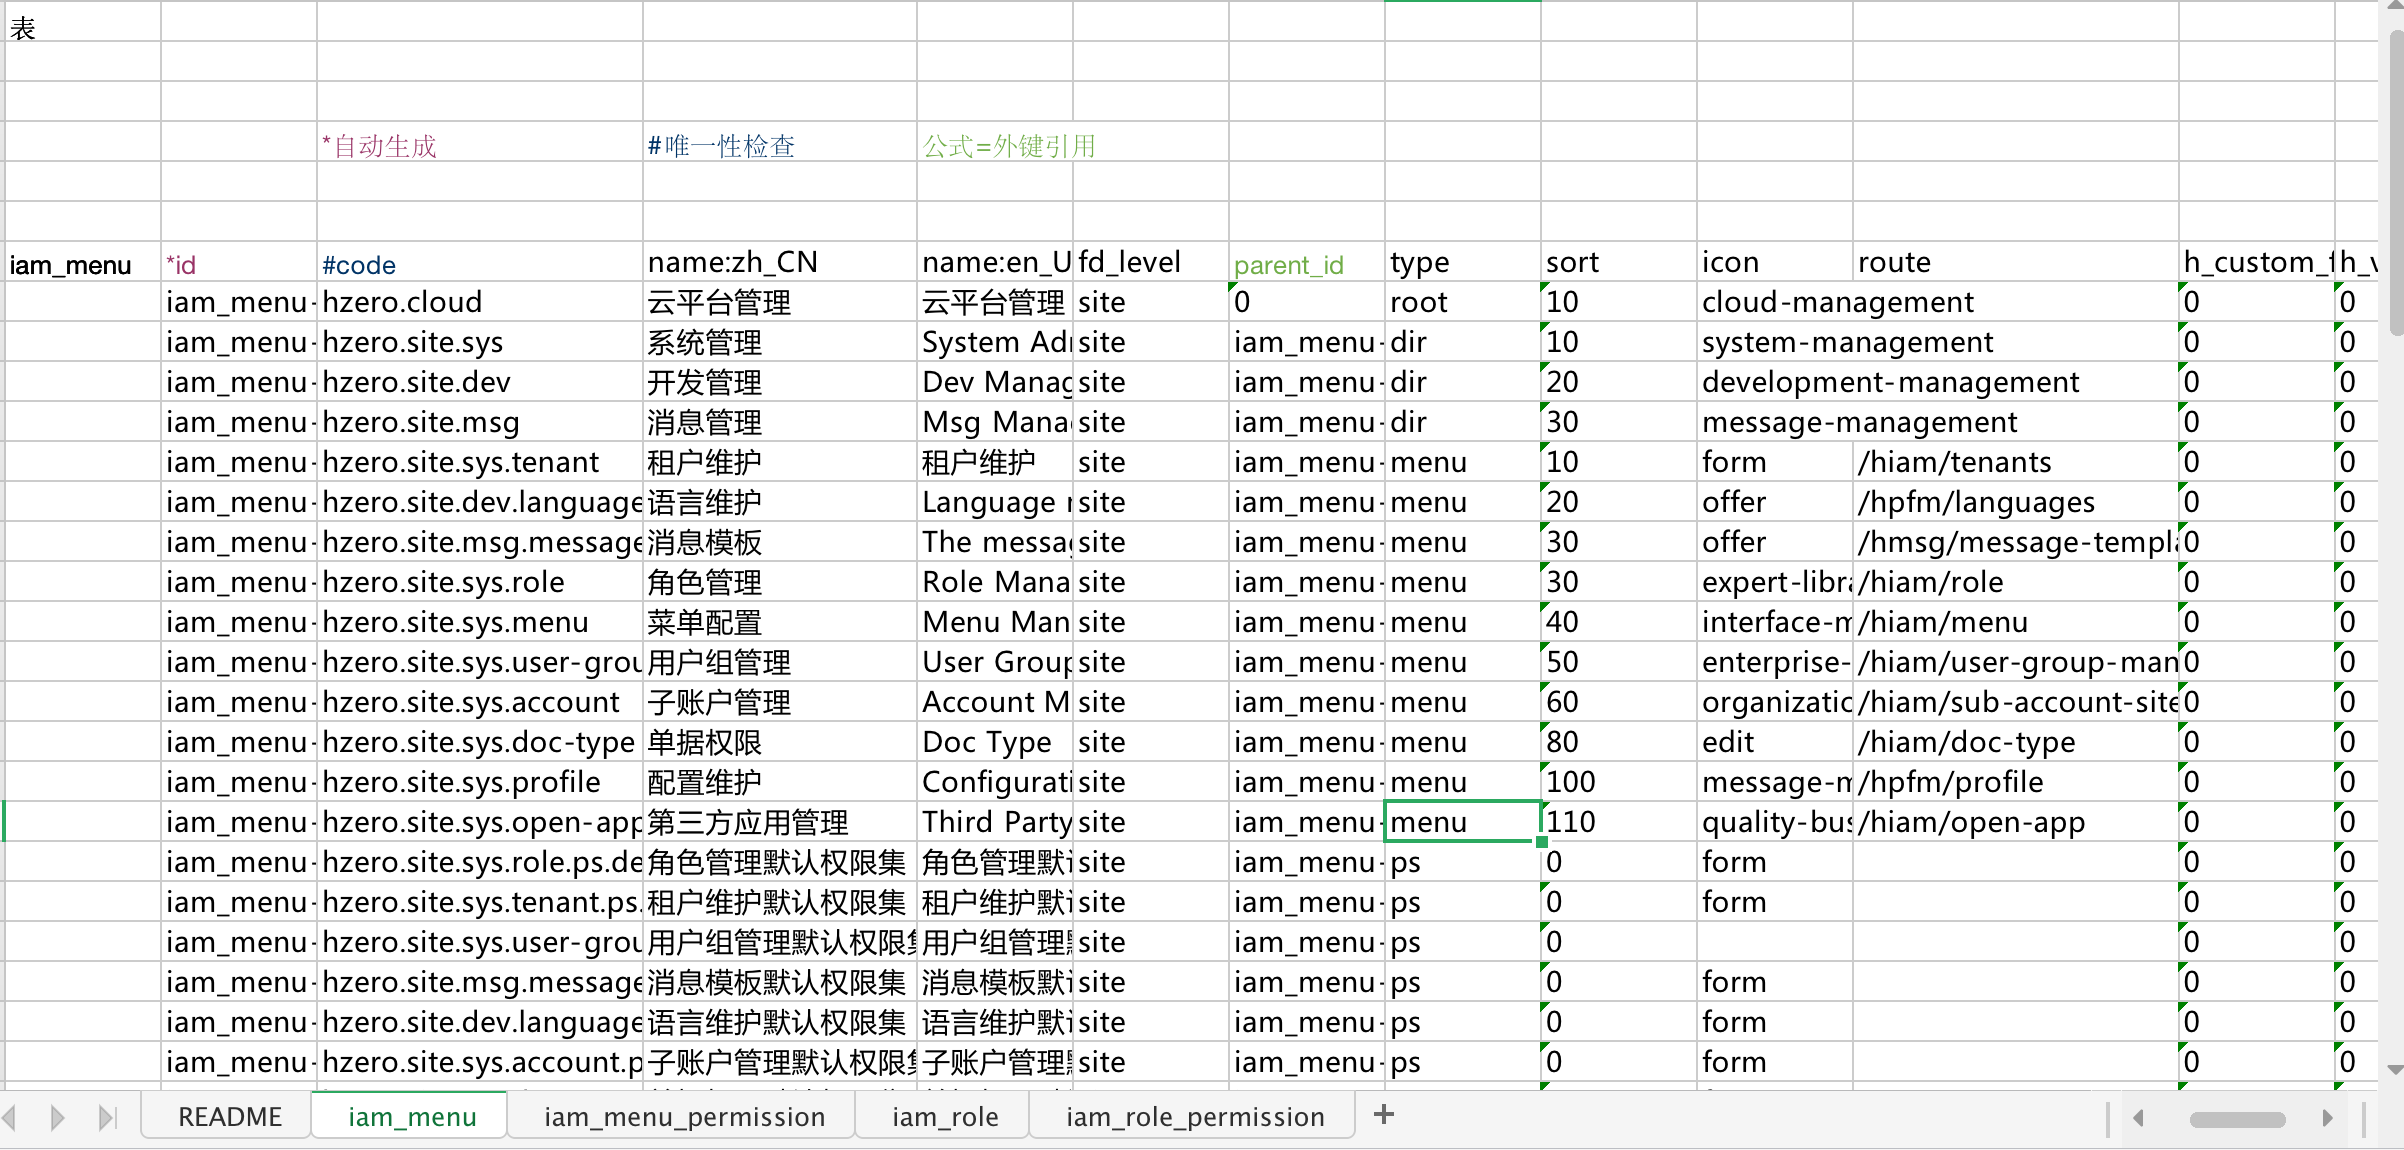 表
*自动生成 #唯一性检查 公式=外键引用
iam_menu *id #code name:zh_CN name:en_U fd_level parent_id type sort icon route h_custom_f h_v
iam_menu- hzero.cloud 云平台管理 云平台管理 site 0 root 10 cloud-management 0 0
iam_menu- hzero.site.sys 系统管理 System Adm site iam_menu- dir 10 system-management 0 0
iam_menu- hzero.site.dev 开发管理 Dev Manag site iam_menu- dir 20 development-management 0 0
iam_menu- hzero.site.msg 消息管理 Msg Mana site iam_menu- dir 30 message-management 0 0
iam_menu- hzero.site.sys.tenant 租户维护 租户维护 site iam_menu- menu 10 form /hiam/tenants 0 0
iam_menu- hzero.site.dev.language 语言维护 Language site iam_menu- menu 20 offer /hpfm/languages 0 0
iam_menu- hzero.site.msg.message 消息模板 The messa site iam_menu- menu 30 offer /hmsg/message-templa 0 0
iam_menu- hzero.site.sys.role 角色管理 Role Mana site iam_menu- menu 30 expert-libra /hiam/role 0 0
iam_menu- hzero.site.sys.menu 菜单配置 Menu Man site iam_menu- menu 40 interface-m /hiam/menu 0 0
iam_menu- hzero.site.sys.user-grou 用户组管理 User Group site iam_menu- menu 50 enterprise- /hiam/user-group-man 0 0
iam_menu- hzero.site.sys.account 子账户管理 Account M site iam_menu- menu 60 organizatio /hiam/sub-account-site 0 0
iam_menu- hzero.site.sys.doc-type 单据权限 Doc Type site iam_menu- menu 80 edit /hiam/doc-type 0 0
iam_menu- hzero.site.sys.profile 配置维护 Configurati site iam_menu- menu 100 message-m /hpfm/profile 0 0
iam_menu- hzero.site.sys.open-app 第三方应用管理 Third Party site iam_menu- menu 110 quality-bus /hiam/open-app 0 0
iam_menu- hzero.site.sys.role.ps.de 角色管理默认权限集 角色管理默认 site iam_menu- ps 0 form 0 0
iam_menu- hzero.site.sys.tenant.ps. 租户维护默认权限集 租户维护默认 site iam_menu- ps 0 form 0 0
iam_menu- hzero.site.sys.user-grou 用户组管理默认权限集 用户组管理默 site iam_menu- ps 0 0 0
iam_menu- hzero.site.msg.message 消息模板默认权限集 消息模板默认 site iam_menu- ps 0 form 0 0
iam_menu- hzero.site.dev.language 语言维护默认权限集 语言维护默认 site iam_menu- ps 0 form 0 0
iam_menu- hzero.site.sys.account.p 子账户管理默认权限集 子账户管理默 site iam_menu- ps 0 form 0 0
README iam_menu iam_menu_permission iam_role iam_role_permission +